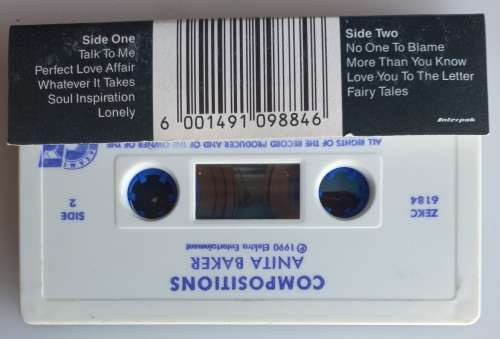 Side One
Talk To Me
Perfect Love Affair
Whatever It Takes
Soul Inspiration
Lonely
6 001491 098846
Side Two
No One To Blame
More Than You Know
Love You To The Letter
Fairy Tales
Interpak
COMPOSITIONS
ANITA BAKER
℗ 1990 Elektra Entertainment
SIDE
2
ZEKC
6184
ALL RIGHTS OF THE RECORD PRODUCER AND OF THE OWNER OF THE